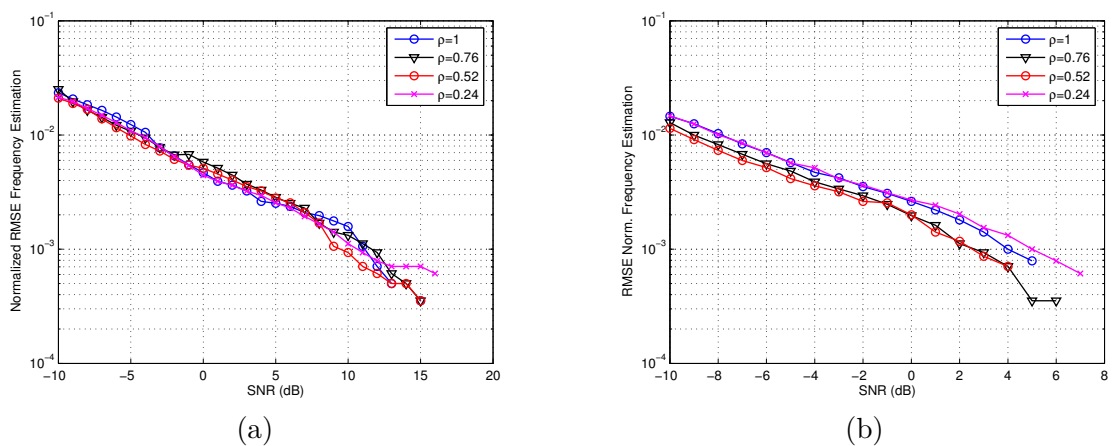 10^-1
10^-2
10^-3
10^-4
Normalized RMSE Frequency Estimation
−10
−5
0
5
10
15
20
SNR (dB)
ρ=1
ρ=0.76
ρ=0.52
ρ=0.24
(a)
10^-1
10^-2
10^-3
10^-4
RMSE Norm. Frequency Estimation
−10
−8
−6
−4
−2
0
2
4
6
8
SNR (dB)
ρ=1
ρ=0.76
ρ=0.52
ρ=0.24
(b)